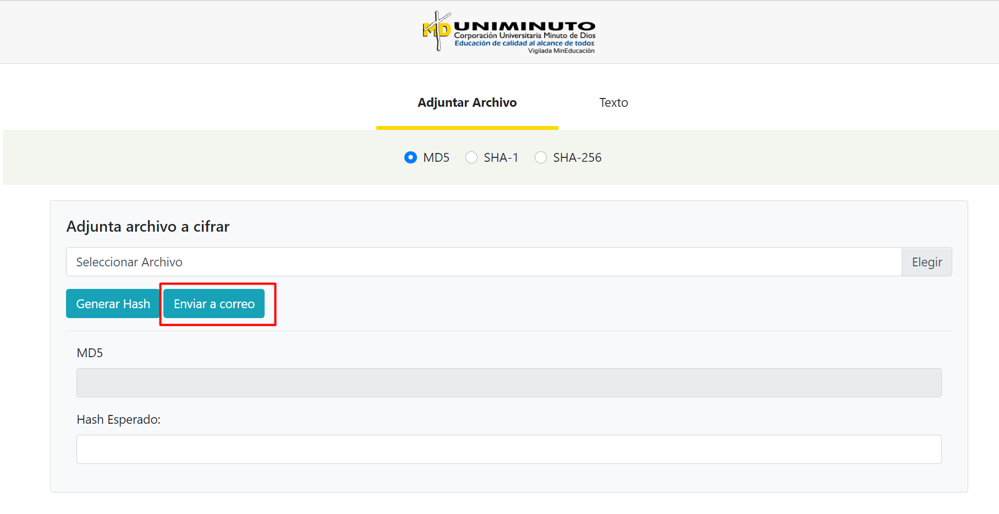 MD UNIMINUTO
Corporación Universitaria Minuto de Dios
Educación de calidad al alcance de todos
Vigilada MinEducación
Adjuntar Archivo Texto
MD5 SHA-1 SHA-256
Adjunta archivo a cifrar
Seleccionar Archivo Elegir
Generar Hash Enviar a correo
MD5
Hash Esperado: